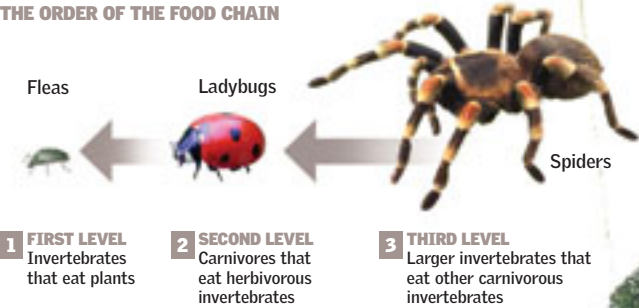 THE ORDER OF THE FOOD CHAIN
Fleas
Ladybugs
Spiders
1 FIRST LEVEL
Invertebrates
that eat plants
2 SECOND LEVEL
Carnivores that
eat herbivorous
invertebrates
3 THIRD LEVEL
Larger invertebrates that
eat other carnivorous
invertebrates